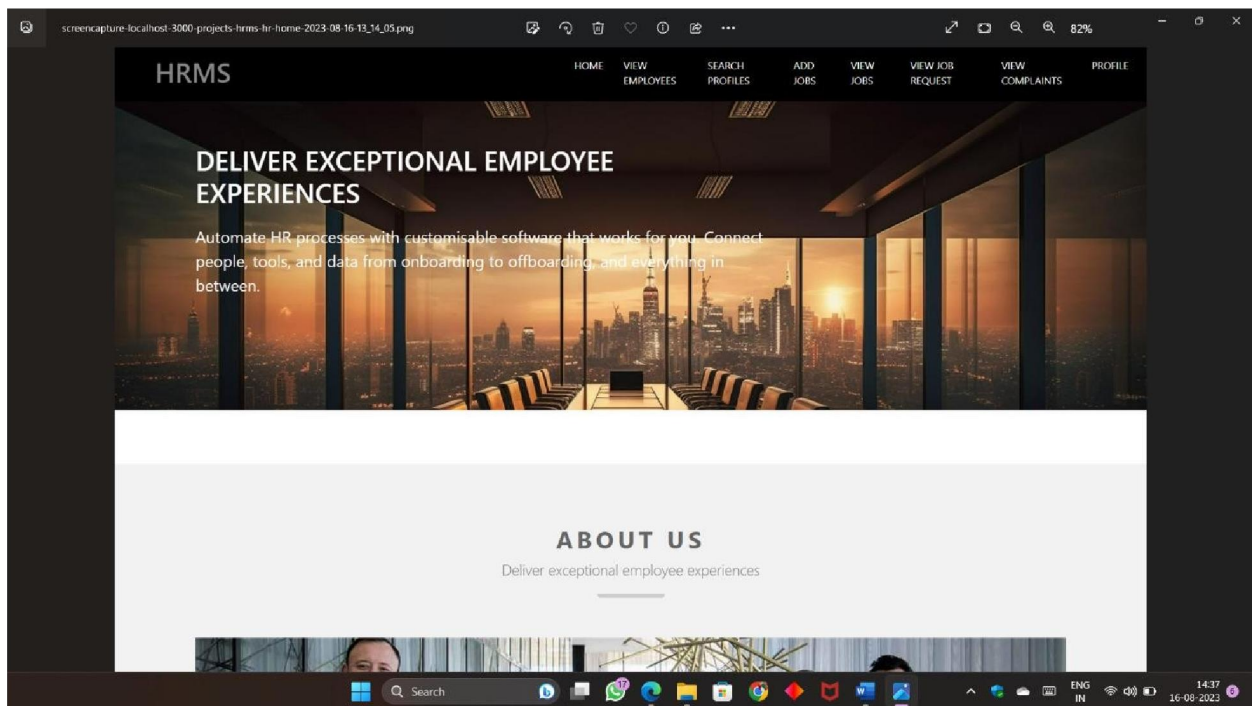 screencapture-localhost-3000-projects-hrms-hr-home-2023-08-16-13_14_05.png
82%
HRMS
HOME
VIEW
EMPLOYEES
SEARCH
PROFILES
ADD
JOBS
VIEW
JOBS
VIEW JOB
REQUEST
VIEW
COMPLAINTS
PROFILE
DELIVER EXCEPTIONAL EMPLOYEE
EXPERIENCES
Automate HR processes with customisable software that works for you. Connect
people, tools, and data from onboarding to offboarding, and everything in
between.
ABOUT US
Deliver exceptional employee experiences
Search
17
ENG
IN
14:37
16-08-2023